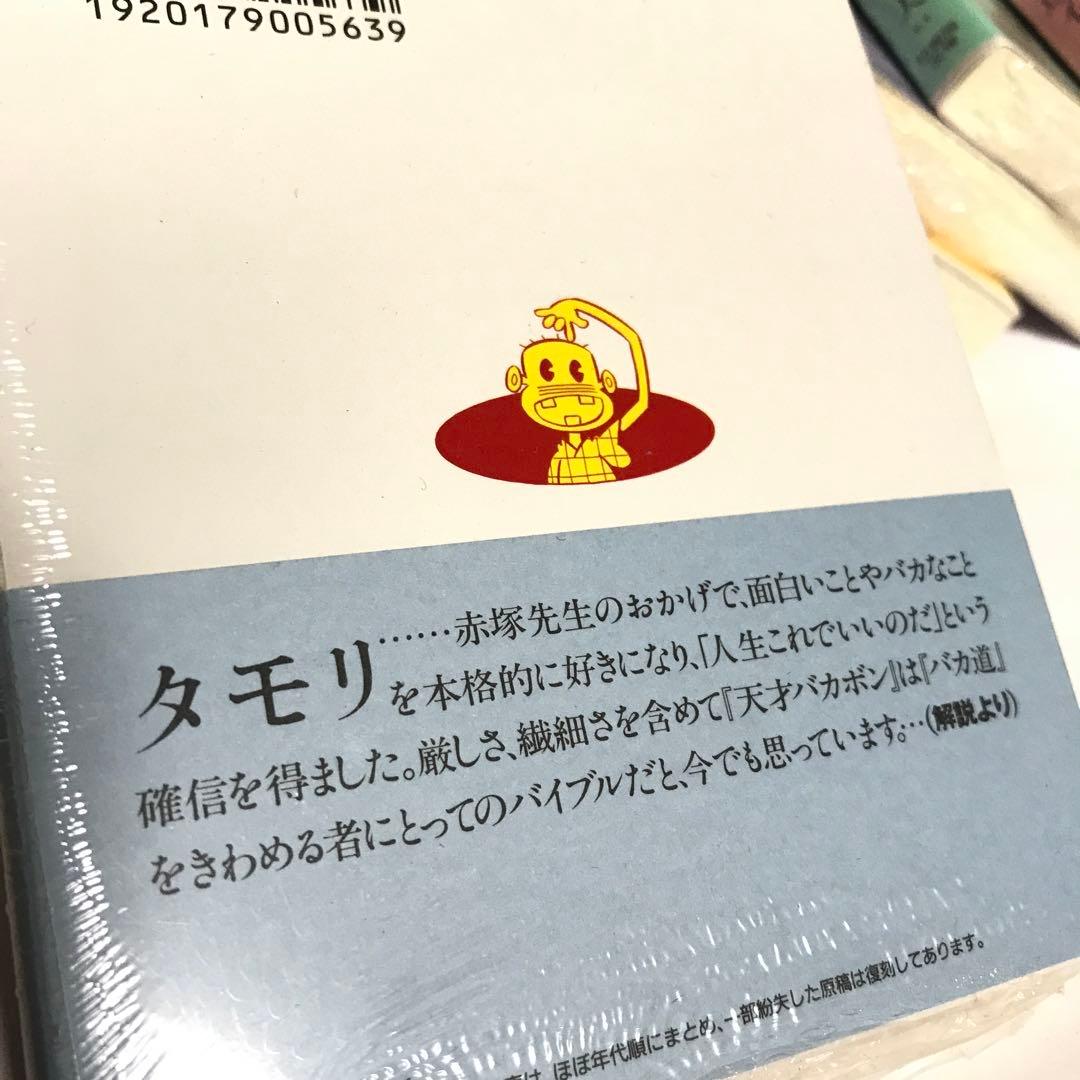 1920179005639
タモリ……赤塚先生のおかげで、面白いことやバカなこと
を本格的に好きになり、「人生これでいいのだ」という
確信を得ました。厳しさ、繊細さを含めて『天才バカボン』は『バカ道』
をきわめる者にとってのバイブルだと、今でも思っています。…(解説より)
は、ほぼ年代順にまとめ、一部紛失した原稿は復刻してあります。